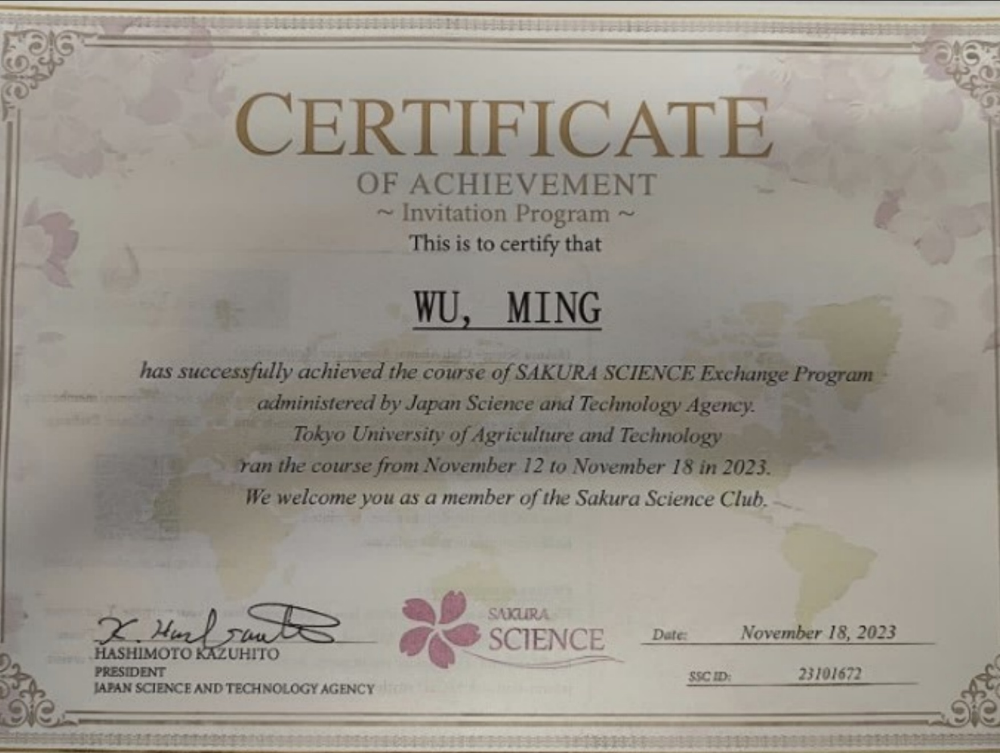 CERTIFICATE
OF ACHIEVEMENT
~ Invitation Program ~
This is to certify that
WU, MING
has successfully achieved the course of SAKURA SCIENCE Exchange Program
administered by Japan Science and Technology Agency.
Tokyo University of Agriculture and Technology
ran the course from November 12 to November 18 in 2023.
We welcome you as a member of the Sakura Science Club.
HASHIMOTO KAZUHITO
PRESIDENT
JAPAN SCIENCE AND TECHNOLOGY AGENCY
SAKURA
SCIENCE
Date: November 18, 2023
SSC ID: 23101672